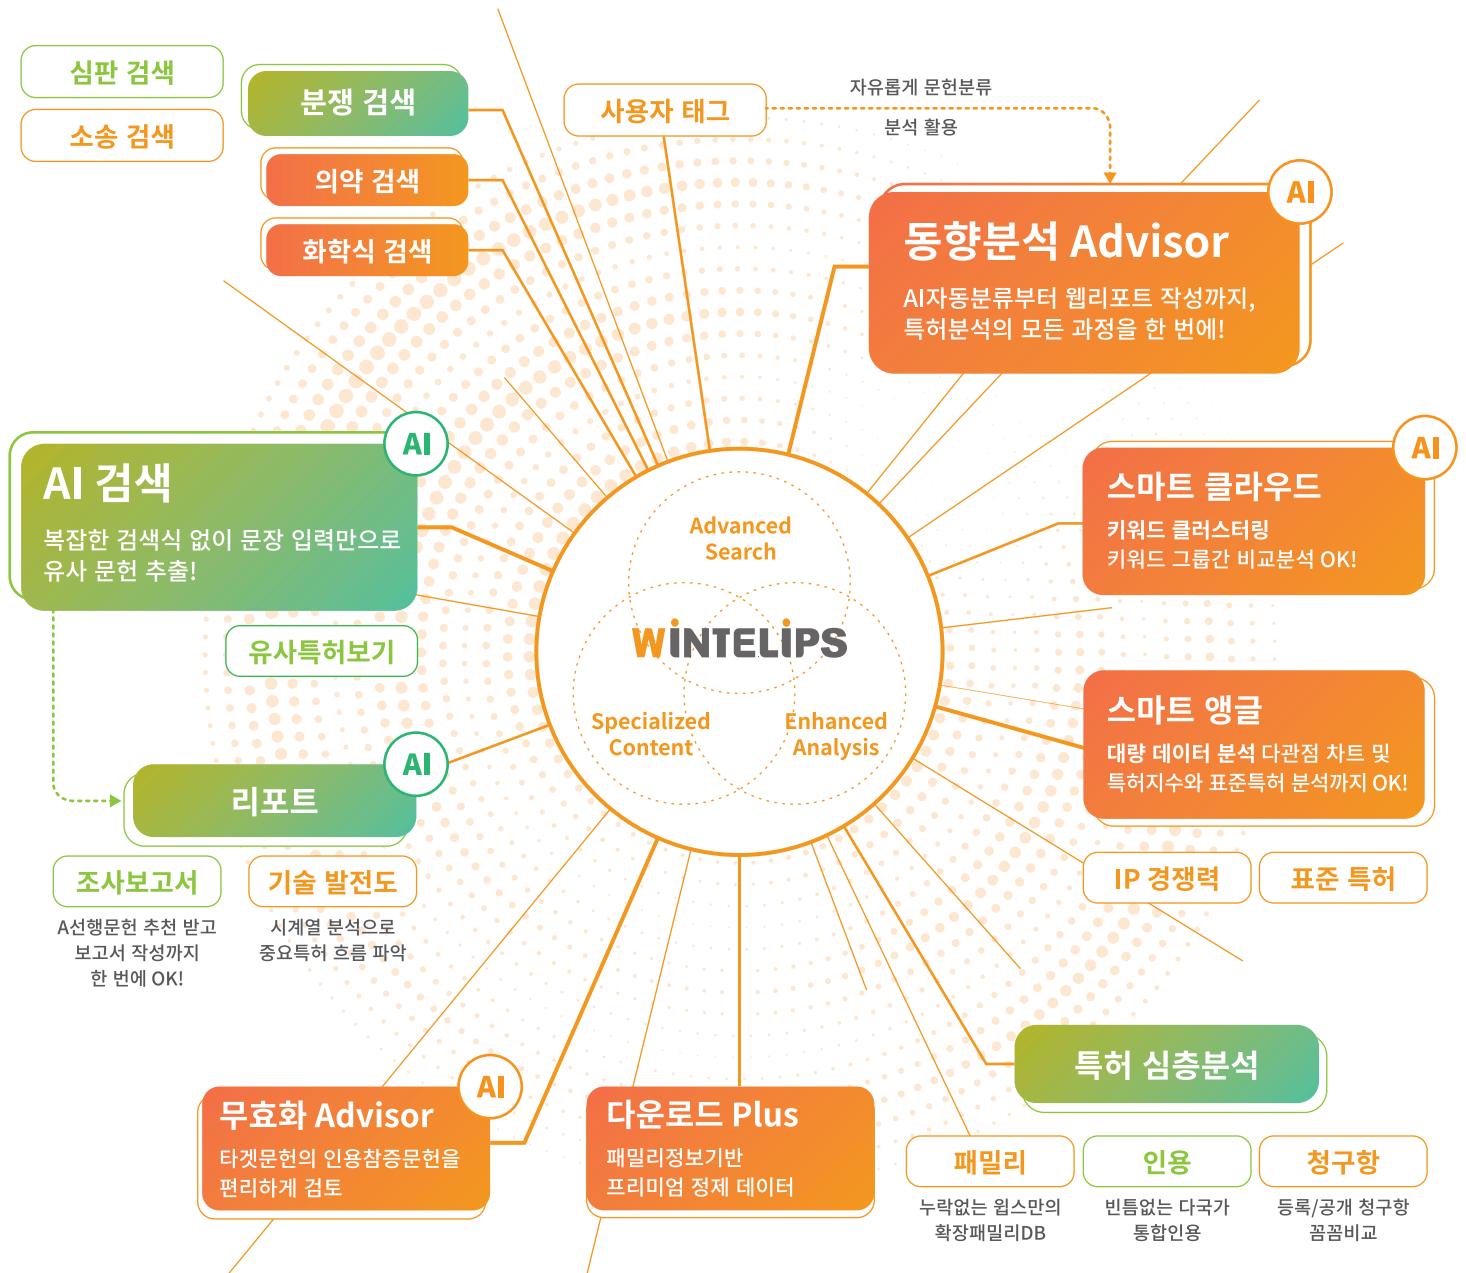 심판 검색
소송 검색
분쟁 검색
의약 검색
화학식 검색
사용자 태그
자유롭게 문헌분류
분석 활용
AI
동향분석 Advisor
AI자동분류부터 웹리포트 작성까지,
특허분석의 모든 과정을 한 번에!
AI
AI 검색
복잡한 검색식 없이 문장 입력만으로
유사 문헌 추출!
유사특허보기
AI
스마트 클라우드
키워드 클러스터링
키워드 그룹간 비교분석 OK!
Advanced
Search
WINTELIPS
Specialized
Content
Enhanced
Analysis
스마트 앵글
대량 데이터 분석 다관점 차트 및
특허지수와 표준특허 분석까지 OK!
IP 경쟁력
표준 특허
AI
리포트
조사보고서
A선행문헌 추천 받고
보고서 작성까지
한 번에 OK!
기술 발전도
시계열 분석으로
중요특허 흐름 파악
AI
무효화 Advisor
타겟문헌의 인용참증문헌을
편리하게 검토
다운로드 Plus
패밀리정보기반
프리미엄 정제 데이터
특허 심층분석
패밀리
누락없는 윕스만의
확장패밀리DB
인용
빈틈없는 다국가
통합인용
청구항
등록/공개 청구항
꼼꼼비교